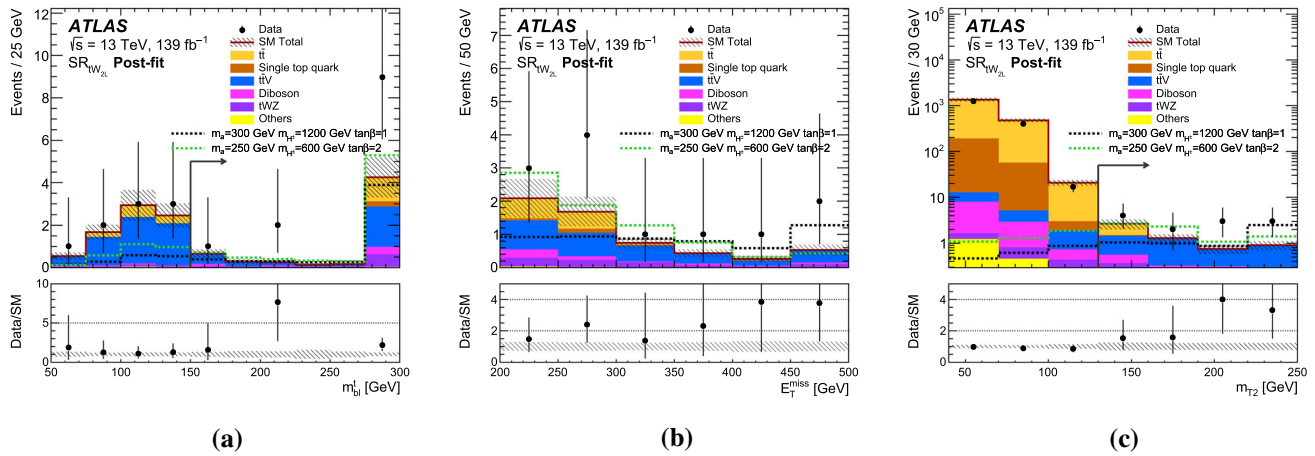 Events / 25 GeV
12
10
8
6
4
2
0
ATLAS
√s = 13 TeV, 139 fb⁻¹
SR_tW_2L Post-fit
Data
SM Total
tt̄
Single top quark
tt̄V
Diboson
tWZ
Others
m_a=300 GeV m_H±=1200 GeV tanβ=1
m_a=250 GeV m_H±=600 GeV tanβ=2
Data/SM
10
5
0
50 100 150 200 250 300
m_bl^t [GeV]
(a)
Events / 50 GeV
8
7
6
5
4
3
2
1
0
ATLAS
√s = 13 TeV, 139 fb⁻¹
SR_tW_2L Post-fit
Data
SM Total
tt̄
Single top quark
tt̄V
Diboson
tWZ
Others
m_a=300 GeV m_H±=1200 GeV tanβ=1
m_a=250 GeV m_H±=600 GeV tanβ=2
Data/SM
4
2
0
200 250 300 350 400 450 500
E_T^miss [GeV]
(b)
Events / 30 GeV
10⁵
10⁴
10³
10²
10
1
ATLAS
√s = 13 TeV, 139 fb⁻¹
SR_tW_2L Post-fit
Data
SM Total
tt̄
Single top quark
tt̄V
Diboson
tWZ
Others
m_a=300 GeV m_H±=1200 GeV tanβ=1
m_a=250 GeV m_H±=600 GeV tanβ=2
Data/SM
4
2
0
50 100 150 200 250
m_T2 [GeV]
(c)